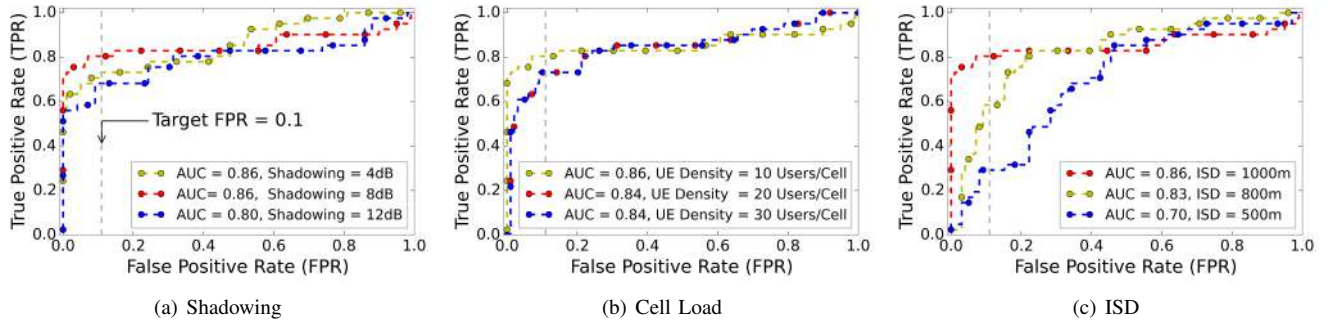 1.0
0.8
0.6
0.4
0.2
0.0
True Positive Rate (TPR)
Target FPR = 0.1
AUC = 0.86, Shadowing = 4dB
AUC =0.86, Shadowing = 8dB
AUC = 0.80, Shadowing = 12dB
0.0 0.2 0.4 0.6 0.8 1.0
False Positive Rate (FPR)
(a) Shadowing
1.0
0.8
0.6
0.4
0.2
0.0
True Positive Rate (TPR)
AUC = 0.86, UE Density = 10 Users/Cell
AUC= 0.84, UE Density = 20 Users/Cell
AUC = 0.84, UE Density = 30 Users/Cell
0.0 0.2 0.4 0.6 0.8 1.0
False Positive Rate (FPR)
(b) Cell Load
1.0
0.8
0.6
0.4
0.2
0.0
True Positive Rate (TPR)
AUC = 0.86, ISD = 1000m
AUC = 0.83, ISD = 800m
AUC = 0.70, ISD = 500m
0.0 0.2 0.4 0.6 0.8 1.0
False Positive Rate (FPR)
(c) ISD